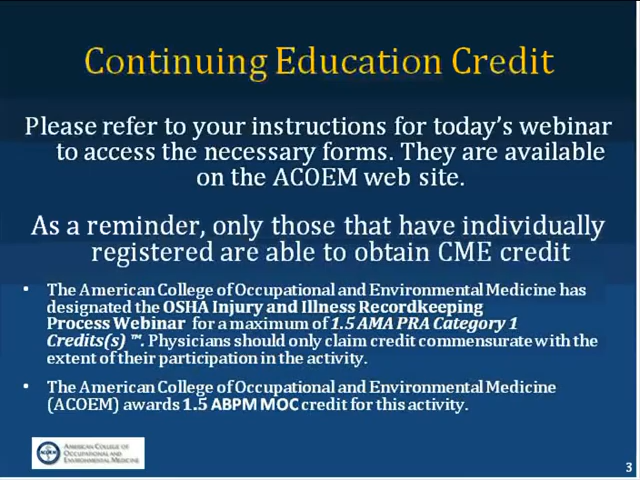 Continuing Education Credit
Please refer to your instructions for today's webinar
to access the necessary forms. They are available
on the ACOEM web site.
As a reminder, only those that have individually
registered are able to obtain CME credit
• The American College of Occupational and Environmental Medicine has
designated the OSHA Injury and Illness Recordkeeping
Process Webinar for a maximum of 1.5 AMA PRA Category 1
Credits(s) ™. Physicians should only claim credit commensurate with the
extent of their participation in the activity.
• The American College of Occupational and Environmental Medicine
(ACOEM) awards 1.5 ABPM MOC credit for this activity.
ACOEM
AMERICAN COLLEGE OF
OCCUPATIONAL AND
ENVIRONMENTAL MEDICINE
3